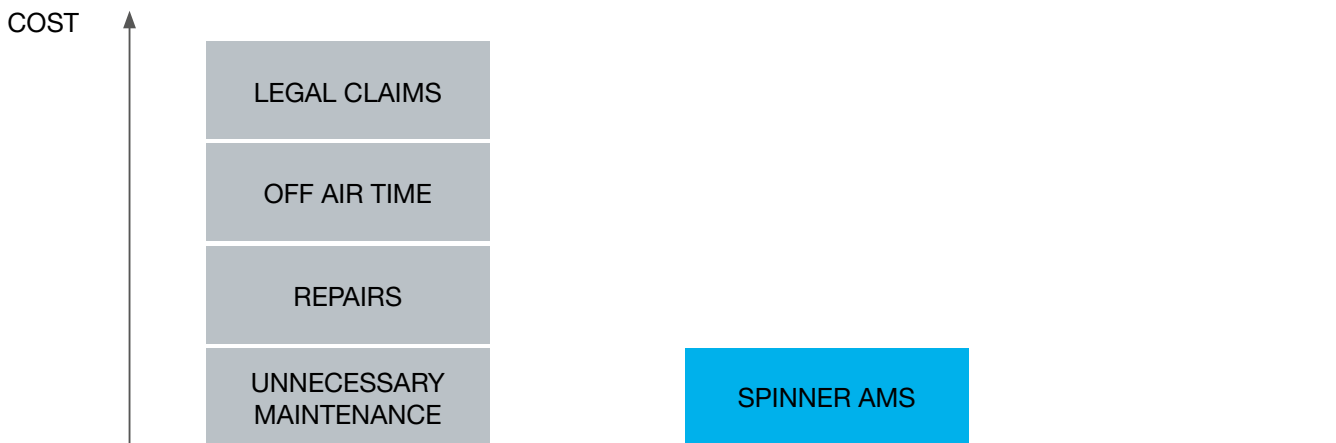 COST
LEGAL CLAIMS
OFF AIR TIME
REPAIRS
UNNECESSARY
MAINTENANCE
SPINNER AMS